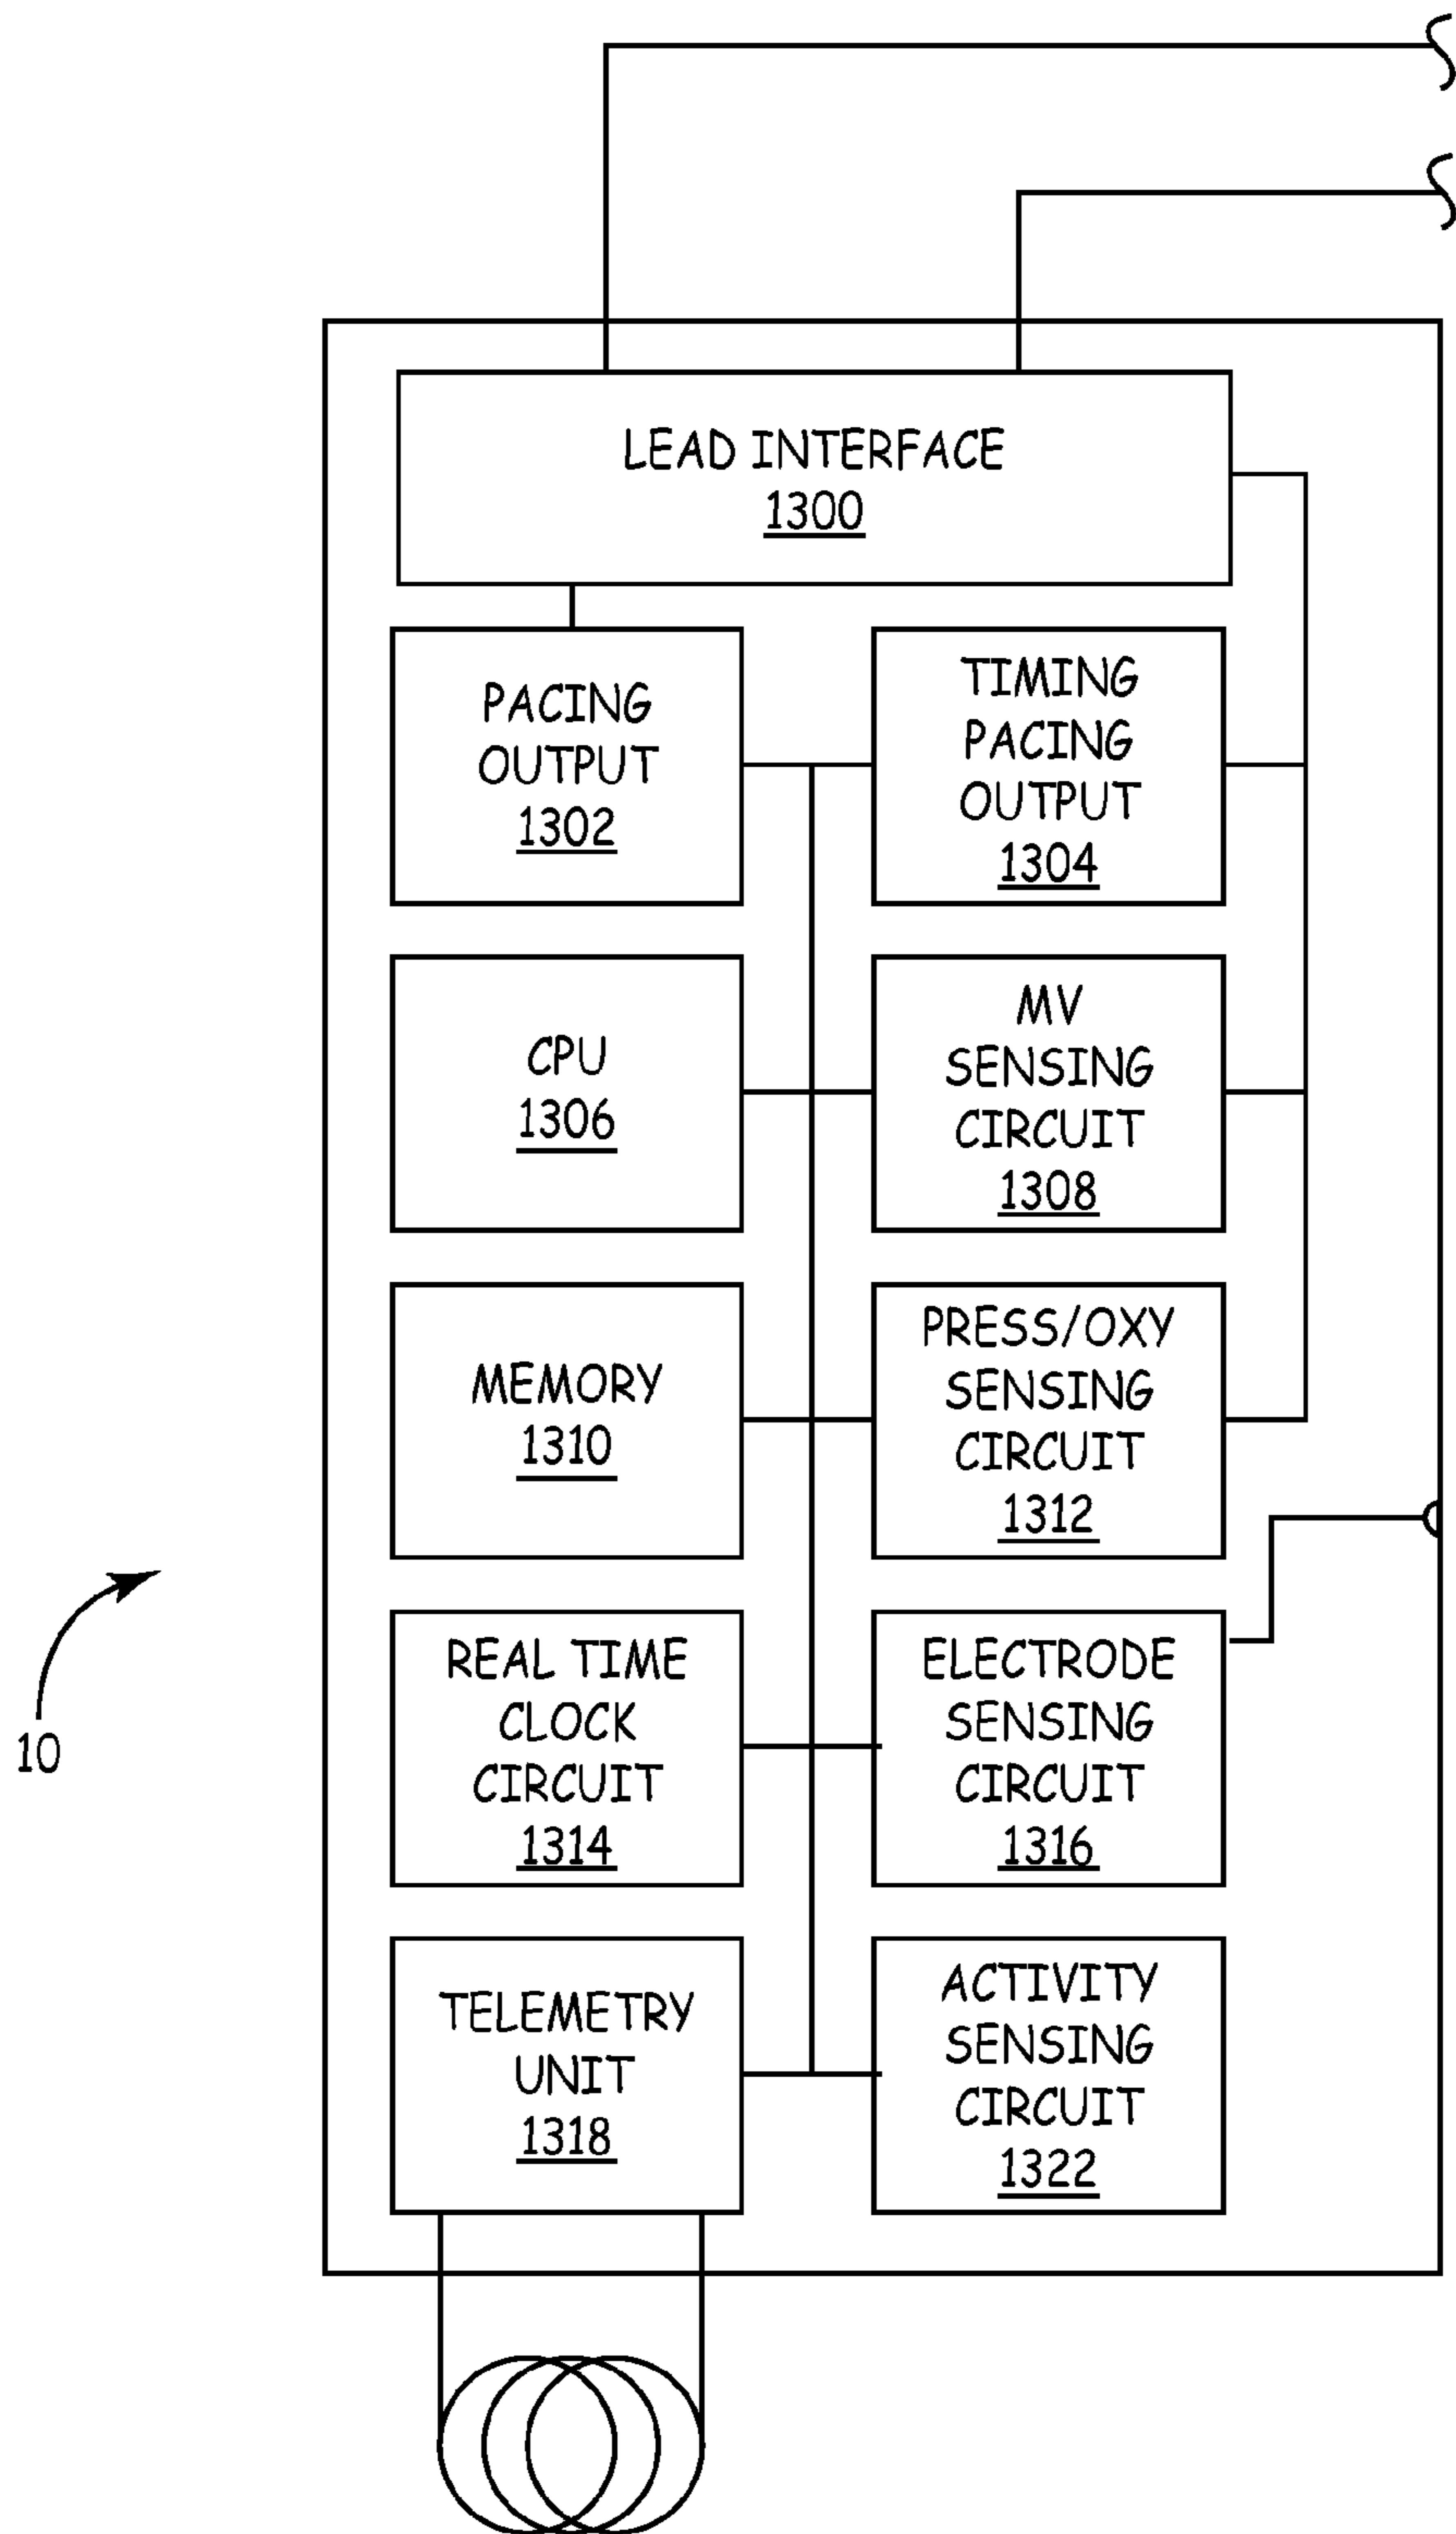 LEAD INTERFACE
1300
PACING
OUTPUT
1302
TIMING
PACING
OUTPUT
1304
CPU
1306
MV
SENSING
CIRCUIT
1308
MEMORY
1310
PRESS/OXY
SENSING
CIRCUIT
1312
REAL TIME
CLOCK
CIRCUIT
1314
ELECTRODE
SENSING
CIRCUIT
1316
TELEMETRY
UNIT
1318
ACTIVITY
SENSING
CIRCUIT
1322
10